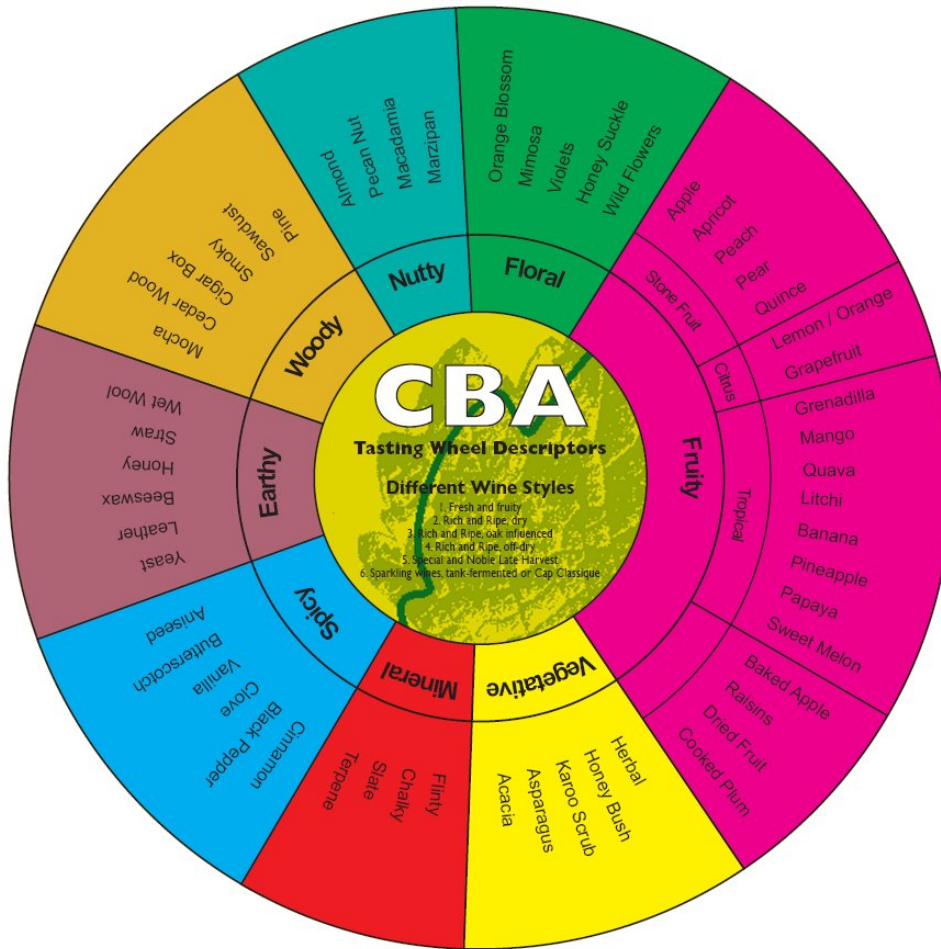 CBA
Tasting Wheel Descriptors
Different Wine Styles
1. Fresh and fruity
2. Rich and Ripe, dry
3. Rich and Ripe, oak influenced
4. Rich and Ripe, off-dry
5. Special and Noble Late Harvest
6. Sparkling wines, tank-fermented or Cap Classique
Floral
Orange Blossom
Mimosa
Violets
Honey Suckle
Wild Flowers
Fruity
Stone Fruit
Apple
Apricot
Peach
Pear
Quince
Citrus
Lemon / Orange
Grapefruit
Tropical
Grenadilla
Mango
Quava
Litchi
Banana
Pineapple
Papaya
Sweet Melon
Baked Apple
Raisins
Dried Fruit
Cooked Plum
Vegetative
Herbal
Honey Bush
Karoo Scrub
Asparagus
Acacia
Mineral
Flinty
Chalky
Slate
Terpene
Spicy
Cinnamon
Black Pepper
Clove
Vanilla
Butterscotch
Aniseed
Earthy
Yeast
Leather
Beeswax
Honey
Straw
Wet Wool
Woody
Mocha
Cedar Wood
Cigar Box
Smoky
Sawdust
Pine
Nutty
Almond
Pecan Nut
Macadamia
Marzipan